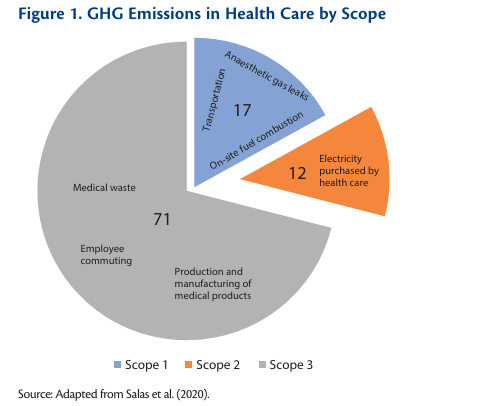 Figure 1. GHG Emissions in Health Care by Scope
Anaesthetic gas leaks
Transportation
17
On-site fuel combustion
12
Electricity
purchased by
health care
Medical waste
71
Employee
commuting
Production and
manufacturing of
medical products
Scope 1 Scope 2 Scope 3
Source: Adapted from Salas et al. (2020).